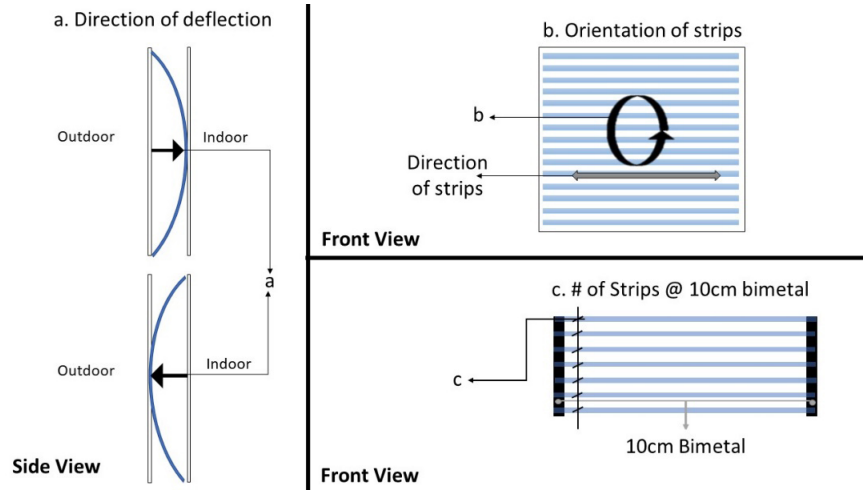 a. Direction of deflection
Outdoor
Indoor
a
Outdoor
Indoor
Side View
b. Orientation of strips
b
Direction
of strips
Front View
c. # of Strips @ 10cm bimetal
c
10cm Bimetal
Front View